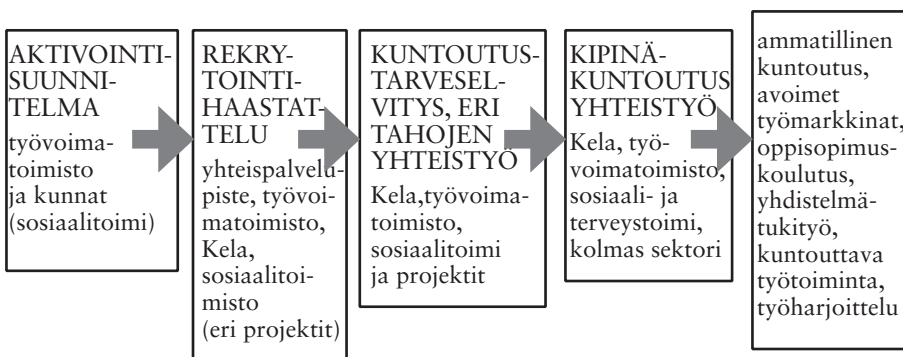 AKTIVOINTI-
SUUNNI-
TELMA
työvoima-
toimisto
ja kunnat
(sosiaalitoimi)
REKRY-
TOINTI-
HAASTAT-
TELU
yhteispalvelu-
piste, työvoi-
matoimisto,
Kela,
sosiaalitoi-
misto
(eri projektit)
KUNTOUTUS-
TARVESEL-
VITYS, ERI
TAHOJEN
YHTEISTYÖ
Kela,työvoima-
toimisto,
sosiaalitoimi
ja projektit
KIPINÄ-
KUNTOUTUS
YHTEISTYÖ
Kela, työ-
voimatoimisto,
sosiaali- ja
terveystoimi,
kolmas sektori
ammatillinen
kuntoutus,
avoimet
työmarkkinat,
oppisopimus-
koulutus,
yhdistelmä-
tukityö,
kuntouttava
työtoiminta,
työharjoittelu